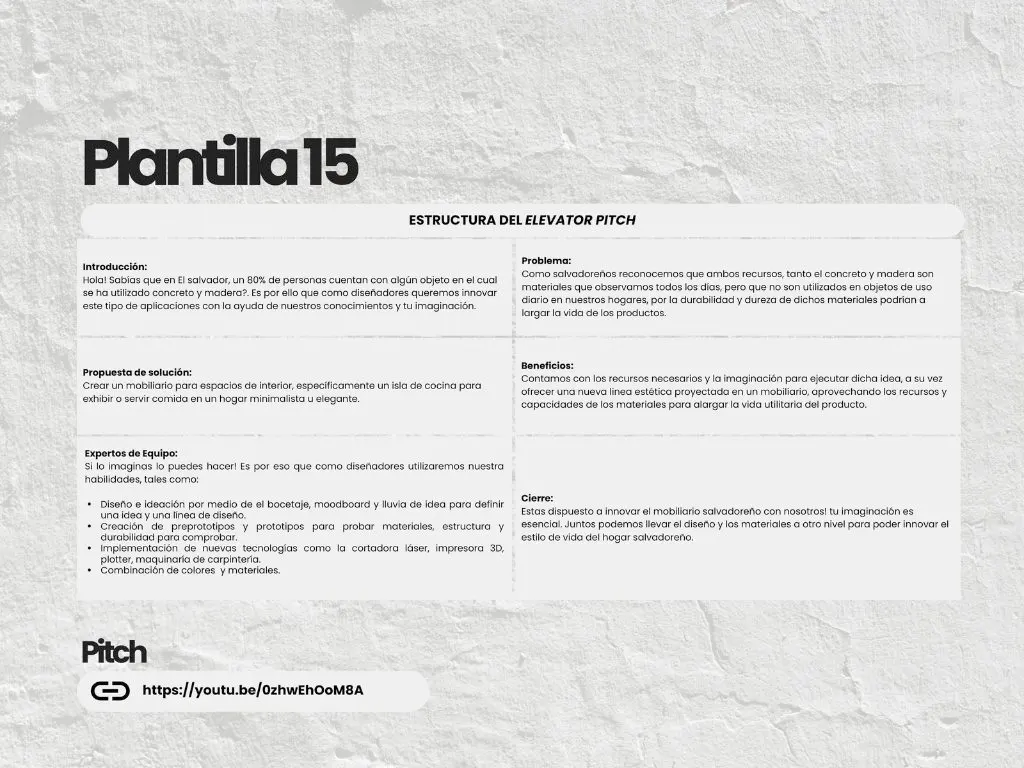 Plantilla 15
ESTRUCTURA DEL ELEVATOR PITCH
Introducción:
Hola! Sabias que en El salvador, un 80% de personas cuentan con algún objeto en el cual
se ha utilizado concreto y madera?. Es por ello que como diseñadores queremos innovar
este tipo de aplicaciones con la ayuda de nuestros conocimientos y tu imaginación.
Problema:
Como salvadoreños reconocemos que ambos recursos, tanto el concreto y madera son
materiales que observamos todos los días, pero que no son utilizados en objetos de uso
diario en nuestros hogares, por la durabilidad y dureza de dichos materiales podrían a
largar la vida de los productos.
Propuesta de solución:
Crear un mobiliario para espacios de interior, específicamente un isla de cocina para
exhibir o servir comida en un hogar minimalista u elegante.
Beneficios:
Contamos con los recursos necesarios y la imaginación para ejecutar dicha idea, a su vez
ofrecer una nueva linea estética proyectada en un mobiliario, aprovechando los recursos y
capacidades de los materiales para alargar la vida utilitaria del producto.
Expertos de Equipo:
Si lo imaginas lo puedes hacer! Es por eso que como diseñadores utilizaremos nuestra
habilidades, tales como:
• Diseño e ideación por medio de el bocetaje, moodboard y lluvia de idea para definir
una idea y una línea de diseño.
• Creación de preprototipos y prototipos para probar materiales, estructura y
durabilidad para comprobar.
• Implementación de nuevas tecnologías como la cortadora láser, impresora 3D,
plotter, maquinaria de carpintería.
• Combinación de colores y materiales.
Cierre:
Estas dispuesto a innovar el mobiliario salvadoreño con nosotros! tu imaginación es
esencial. Juntos podemos llevar el diseño y los materiales a otro nivel para poder innovar el
estilo de vida del hogar salvadoreño.
Pitch
https://youtu.be/0zhwEhOoM8A